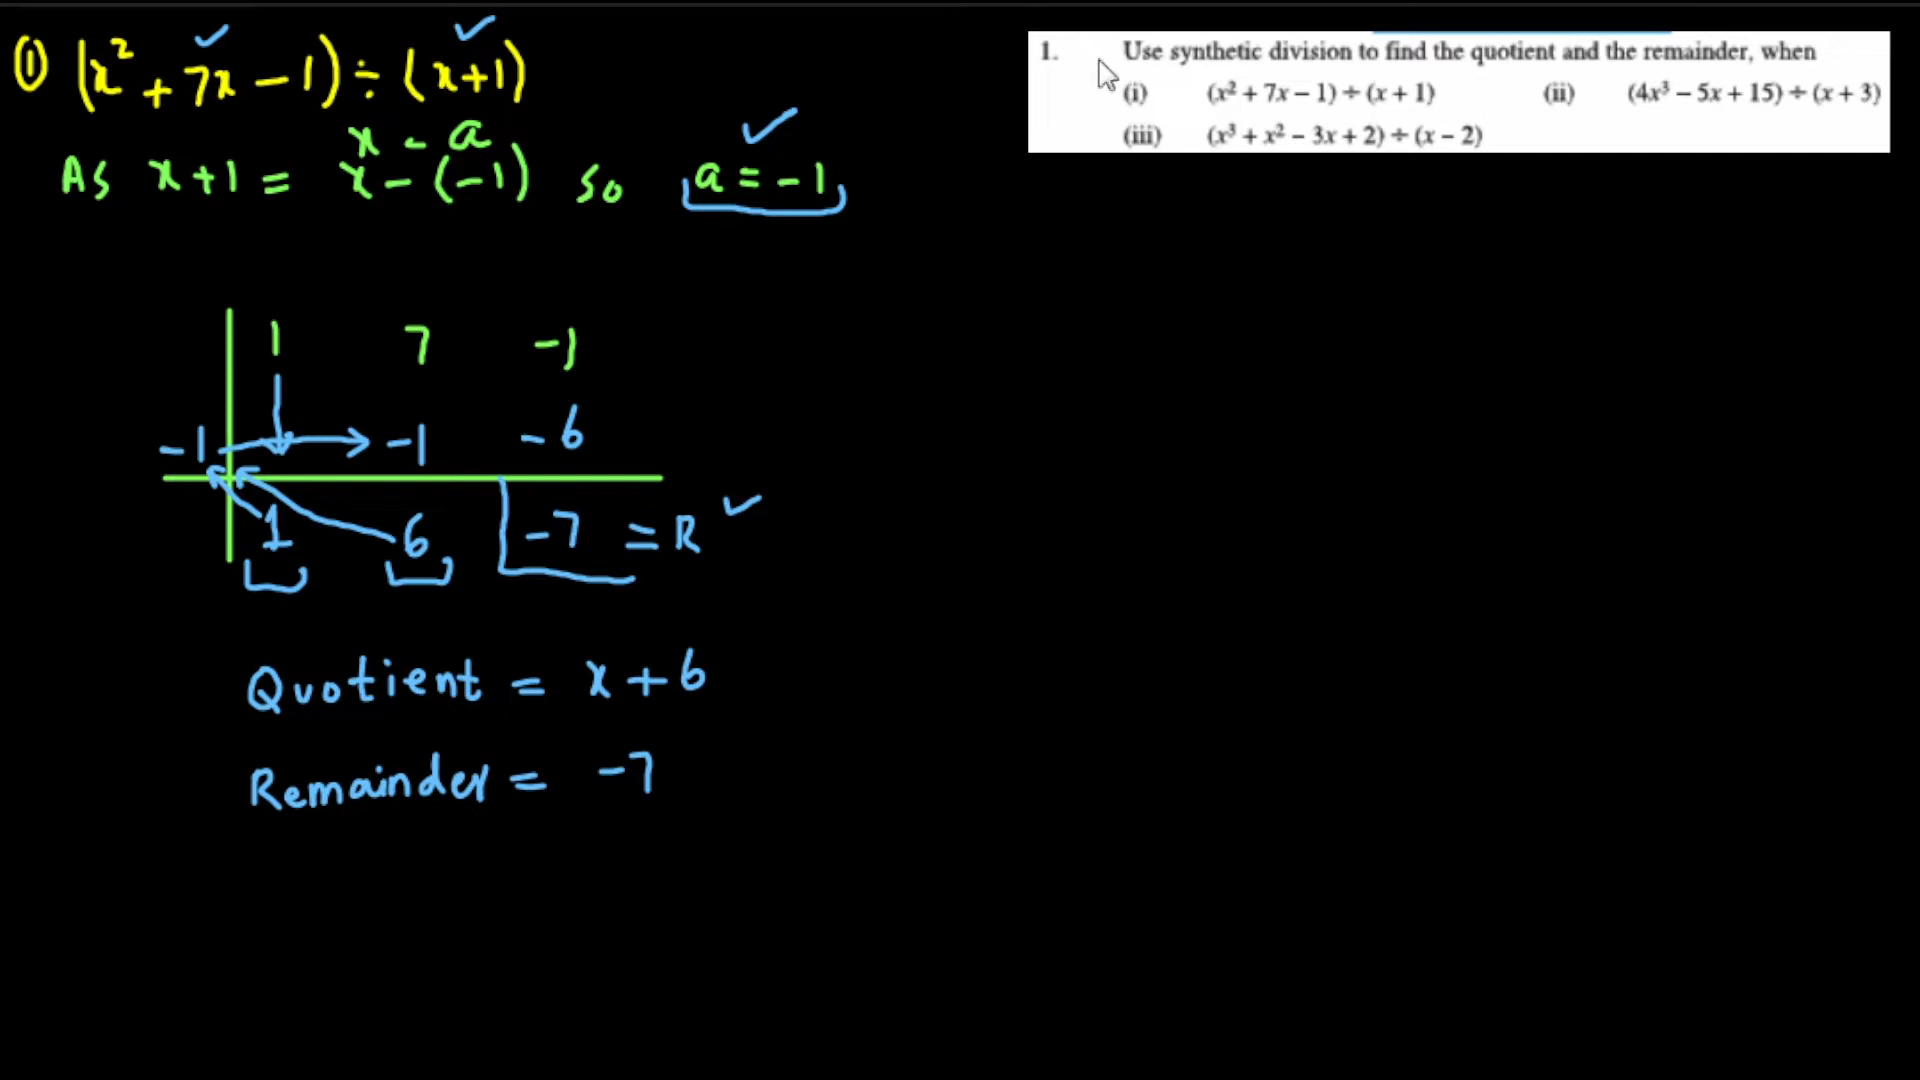 ① (x² + 7x – 1) ÷ (x+1)
x - a
As x+1 = x - (-1) so a = -1
1 7 -1
-1 -1 -6
1 6 -7 = R
Quotient = x + 6
Remainder = -7
1. Use synthetic division to find the quotient and the remainder, when
(i) (x² + 7x – 1) ÷ (x + 1) (ii) (4x³ – 5x + 15) ÷ (x + 3)
(iii) (x³ + x² – 3x + 2) ÷ (x – 2)